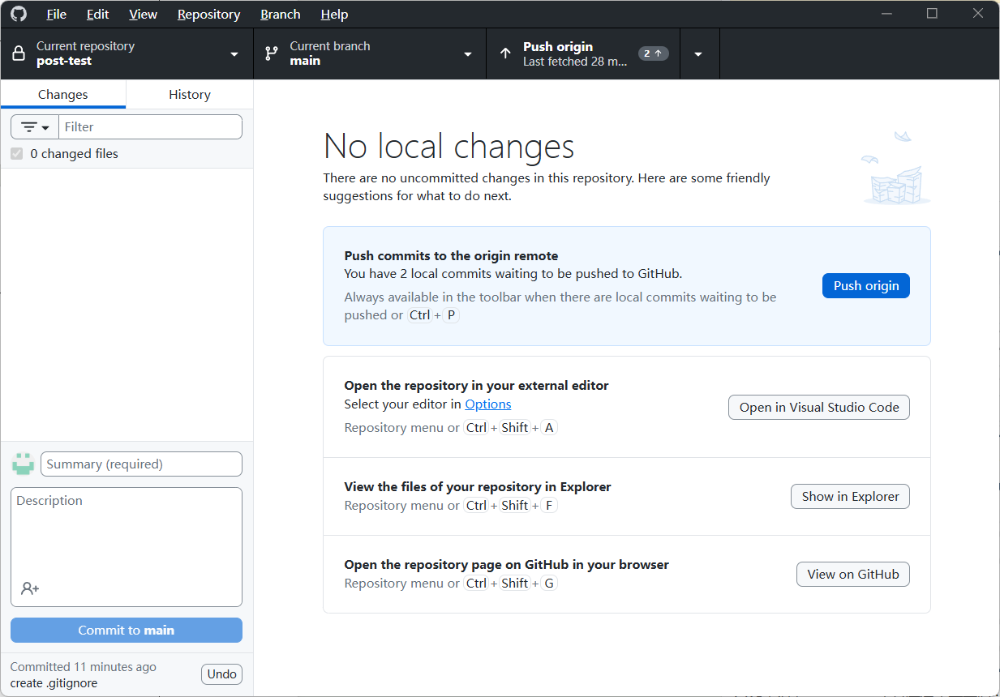 File Edit View Repository Branch Help
Current repository
post-test
Current branch
main
Push origin
Last fetched 28 m...
2
Changes History
Filter
0 changed files
No local changes
There are no uncommitted changes in this repository. Here are some friendly
suggestions for what to do next.
Push commits to the origin remote
You have 2 local commits waiting to be pushed to GitHub.
Always available in the toolbar when there are local commits waiting to be
pushed or Ctrl + P
Push origin
Open the repository in your external editor
Select your editor in Options
Repository menu or Ctrl + Shift + A
Open in Visual Studio Code
View the files of your repository in Explorer
Repository menu or Ctrl + Shift + F
Show in Explorer
Open the repository page on GitHub in your browser
Repository menu or Ctrl + Shift + G
View on GitHub
Summary (required)
Description
Commit to main
Committed 11 minutes ago
create .gitignore
Undo